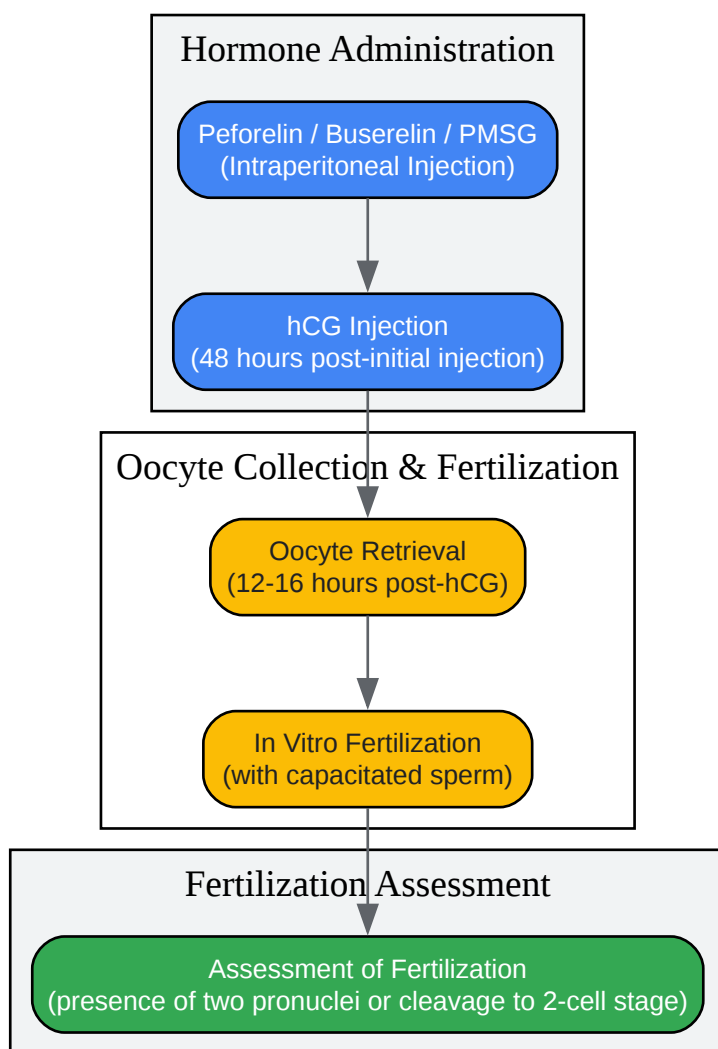 Hormone Administration
Peforelin / Buserelin / PMSG
(Intraperitoneal Injection)
hCG Injection
(48 hours post-initial injection)
Oocyte Collection & Fertilization
Oocyte Retrieval
(12-16 hours post-hCG)
In Vitro Fertilization
(with capacitated sperm)
Fertilization Assessment
Assessment of Fertilization
(presence of two pronuclei or cleavage to 2-cell stage)